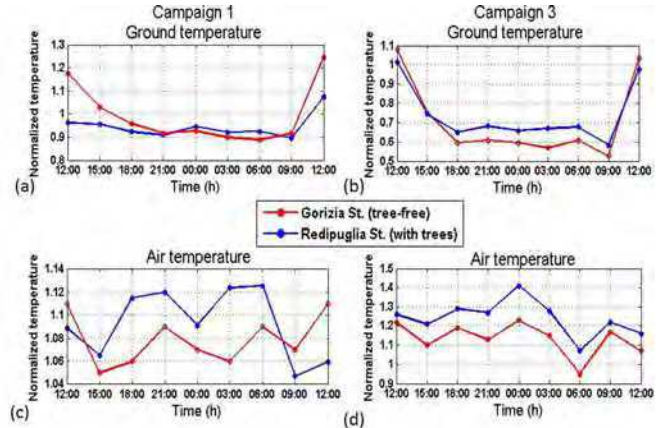 Campaign 1
Ground temperature
Normalized temperature
1.3
1.2
1.1
1
0.9
0.8
12:00 15:00 18:00 21:00 00:00 03:00 06:00 09:00 12:00
Time (h)
(a)
Campaign 3
Ground temperature
Normalized temperature
1.1
1
0.9
0.8
0.7
0.6
0.5
12:00 15:00 18:00 21:00 00:00 03:00 06:00 09:00 12:00
Time (h)
(b)
Gorizia St. (tree-free)
Redipuglia St. (with trees)
Air temperature
Normalized temperature
1.14
1.12
1.1
1.08
1.06
1.04
12:00 15:00 18:00 21:00 00:00 03:00 06:00 09:00 12:00
Time (h)
(c)
Air temperature
Normalized temperature
1.5
1.4
1.3
1.2
1.1
1
0.9
12:00 15:00 18:00 21:00 00:00 03:00 06:00 09:00 12:00
Time (h)
(d)